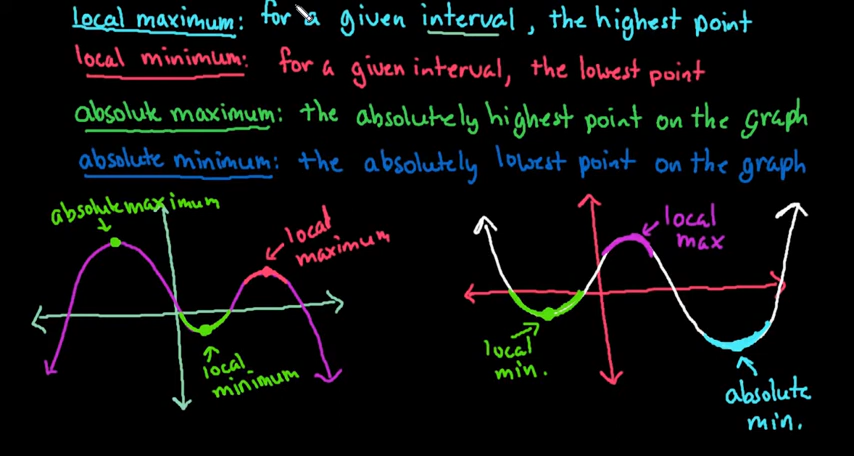 local maximum: for a given interval, the highest point
local minimum: for a given interval, the lowest point
absolute maximum: the absolutely highest point on the graph
absolute minimum: the absolutely lowest point on the graph
absolute maximum
local
maximum
local
minimum
local
max
local
min.
absolute
min.